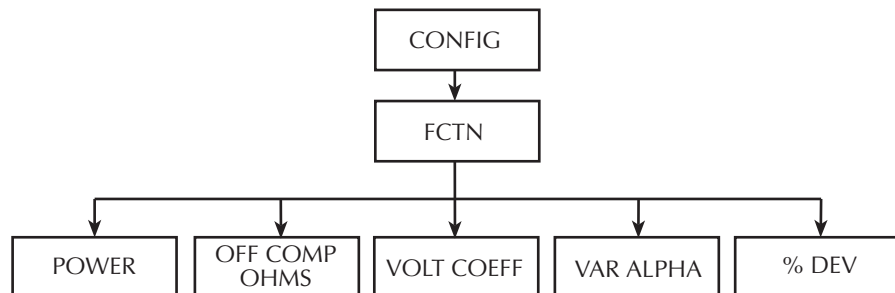 CONFIG
FCTN
POWER
OFF COMP
OHMS
VOLT COEFF
VAR ALPHA
% DEV